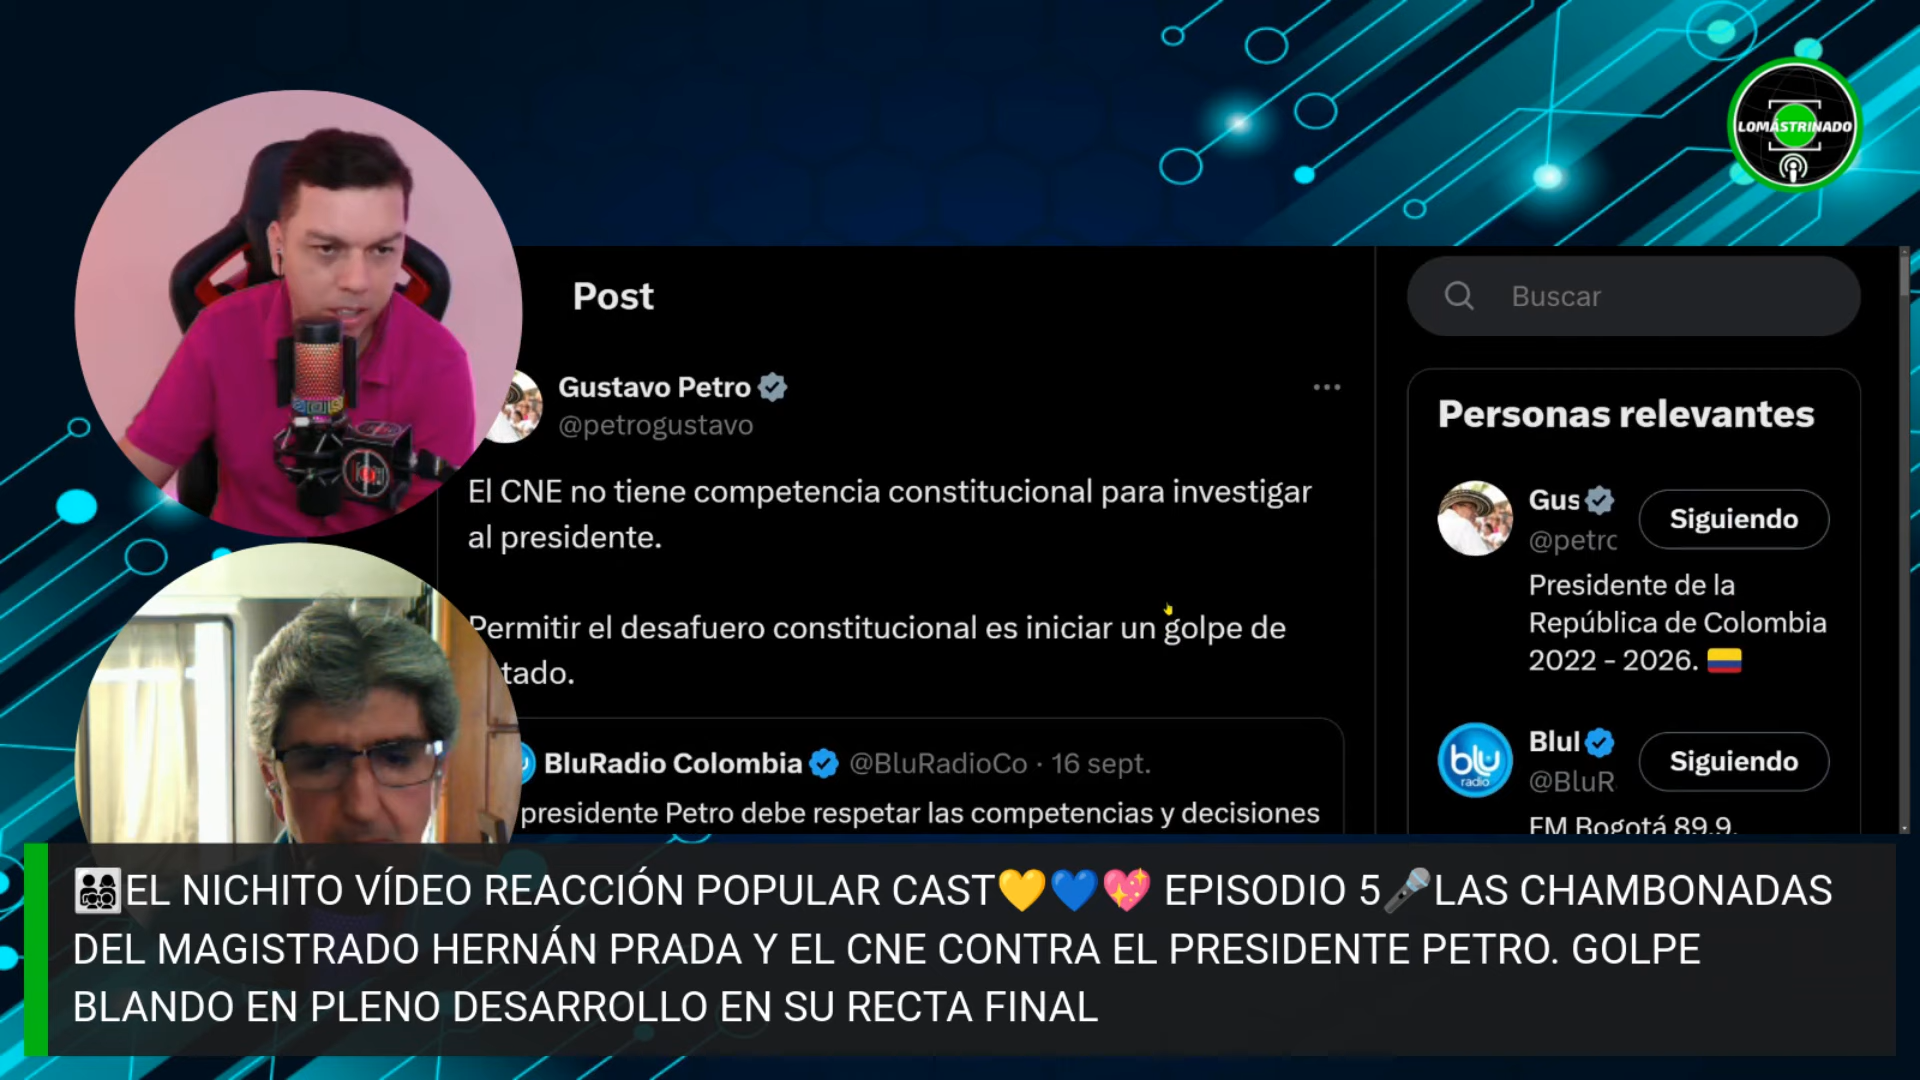 LOMÁSTRINADO
Post
Buscar
Gustavo Petro
@petrogustavo
El CNE no tiene competencia constitucional para investigar
al presidente.
Permitir el desafuero constitucional es iniciar un golpe de
tado.
BluRadio Colombia @BluRadioCo · 16 sept.
presidente Petro debe respetar las competencias y decisiones
Personas relevantes
Gus
@petrc
Siguiendo
Presidente de la
República de Colombia
2022 - 2026. 🇨🇴
blu
radio
Blul
@BluR
Siguiendo
FM Bogotá 89.9.
👨‍👩‍👧‍👦EL NICHITO VÍDEO REACCIÓN POPULAR CAST💛💙💖 EPISODIO 5🎤LAS CHAMBONADAS
DEL MAGISTRADO HERNÁN PRADA Y EL CNE CONTRA EL PRESIDENTE PETRO. GOLPE
BLANDO EN PLENO DESARROLLO EN SU RECTA FINAL